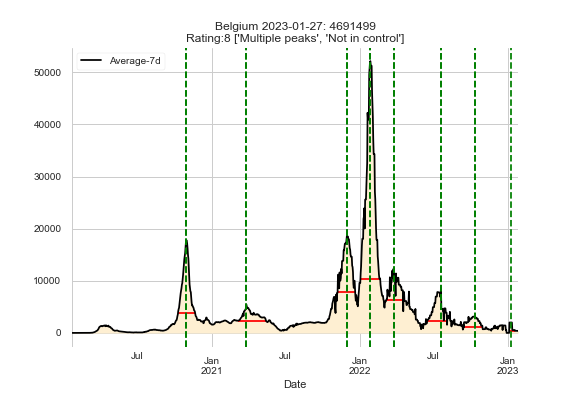 Belgium 2023-01-27: 4691499
Rating:8 ['Multiple peaks', 'Not in control']
Average-7d
50000
40000
30000
20000
10000
0
Jul
Jan
2021
Jul
Jan
2022
Jul
Jan
2023
Date